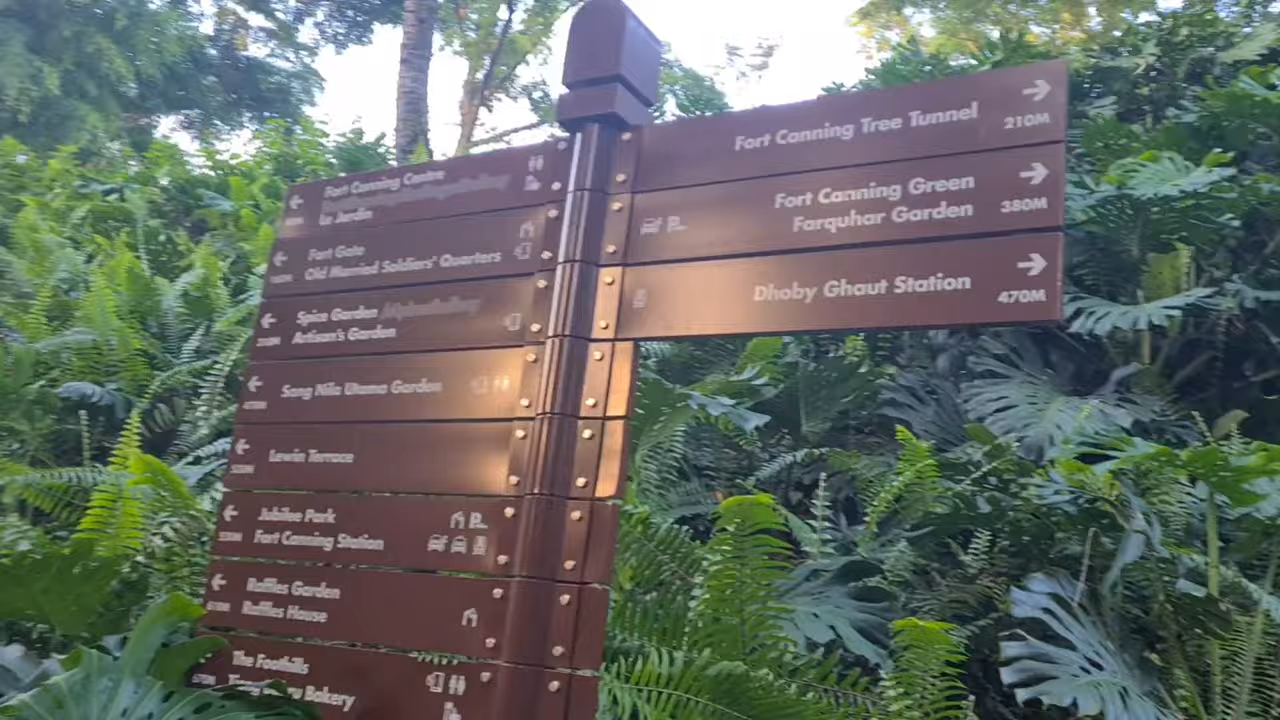 Fort Canning Centre
Le Jardin
Fort Gate
Old Married Soldiers' Quarters
Spice Garden
Artisan's Garden
Sang Nila Utama Garden
Lewin Terrace
Jubilee Park
Fort Canning Station
Raffles Garden
Raffles House
The Foothills
Bakery
Fort Canning Tree Tunnel
210M
Fort Canning Green
Farquhar Garden
380M
Dhoby Ghaut Station
470M